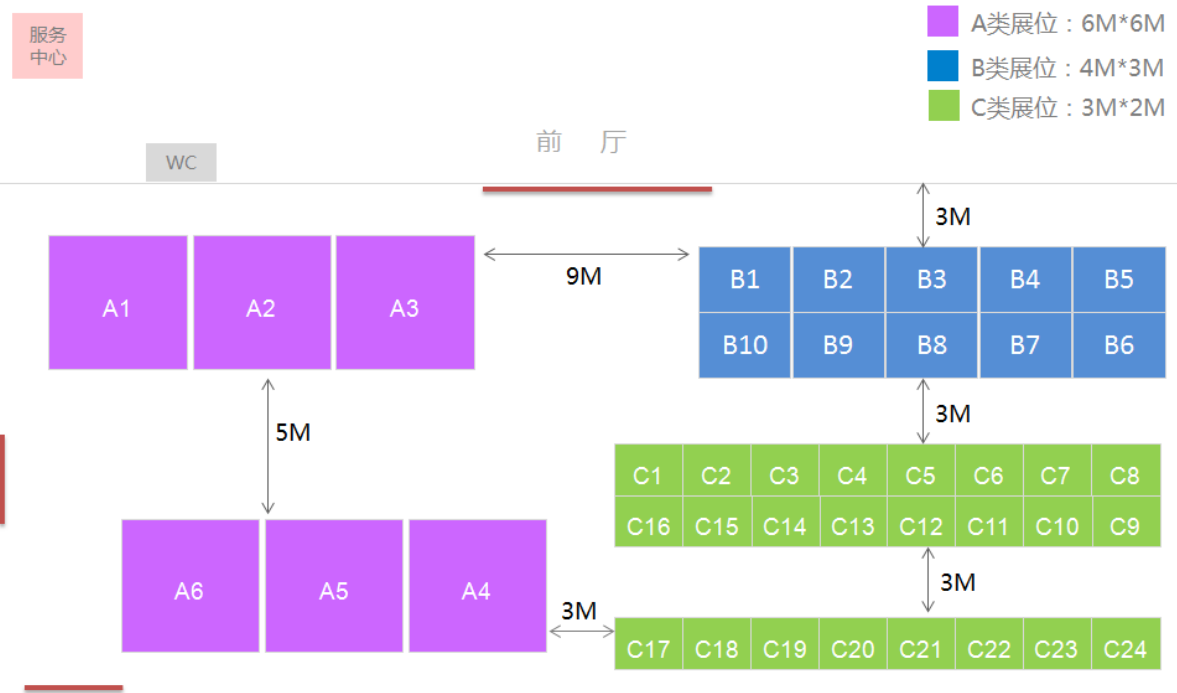 服务
中心
A类展位：6M*6M
B类展位：4M*3M
C类展位：3M*2M
前 厅
WC
3M
9M
A1 A2 A3
B1 B2 B3 B4 B5
B10 B9 B8 B7 B6
5M
3M
C1 C2 C3 C4 C5 C6 C7 C8
C16 C15 C14 C13 C12 C11 C10 C9
A6 A5 A4
3M
3M
C17 C18 C19 C20 C21 C22 C23 C24